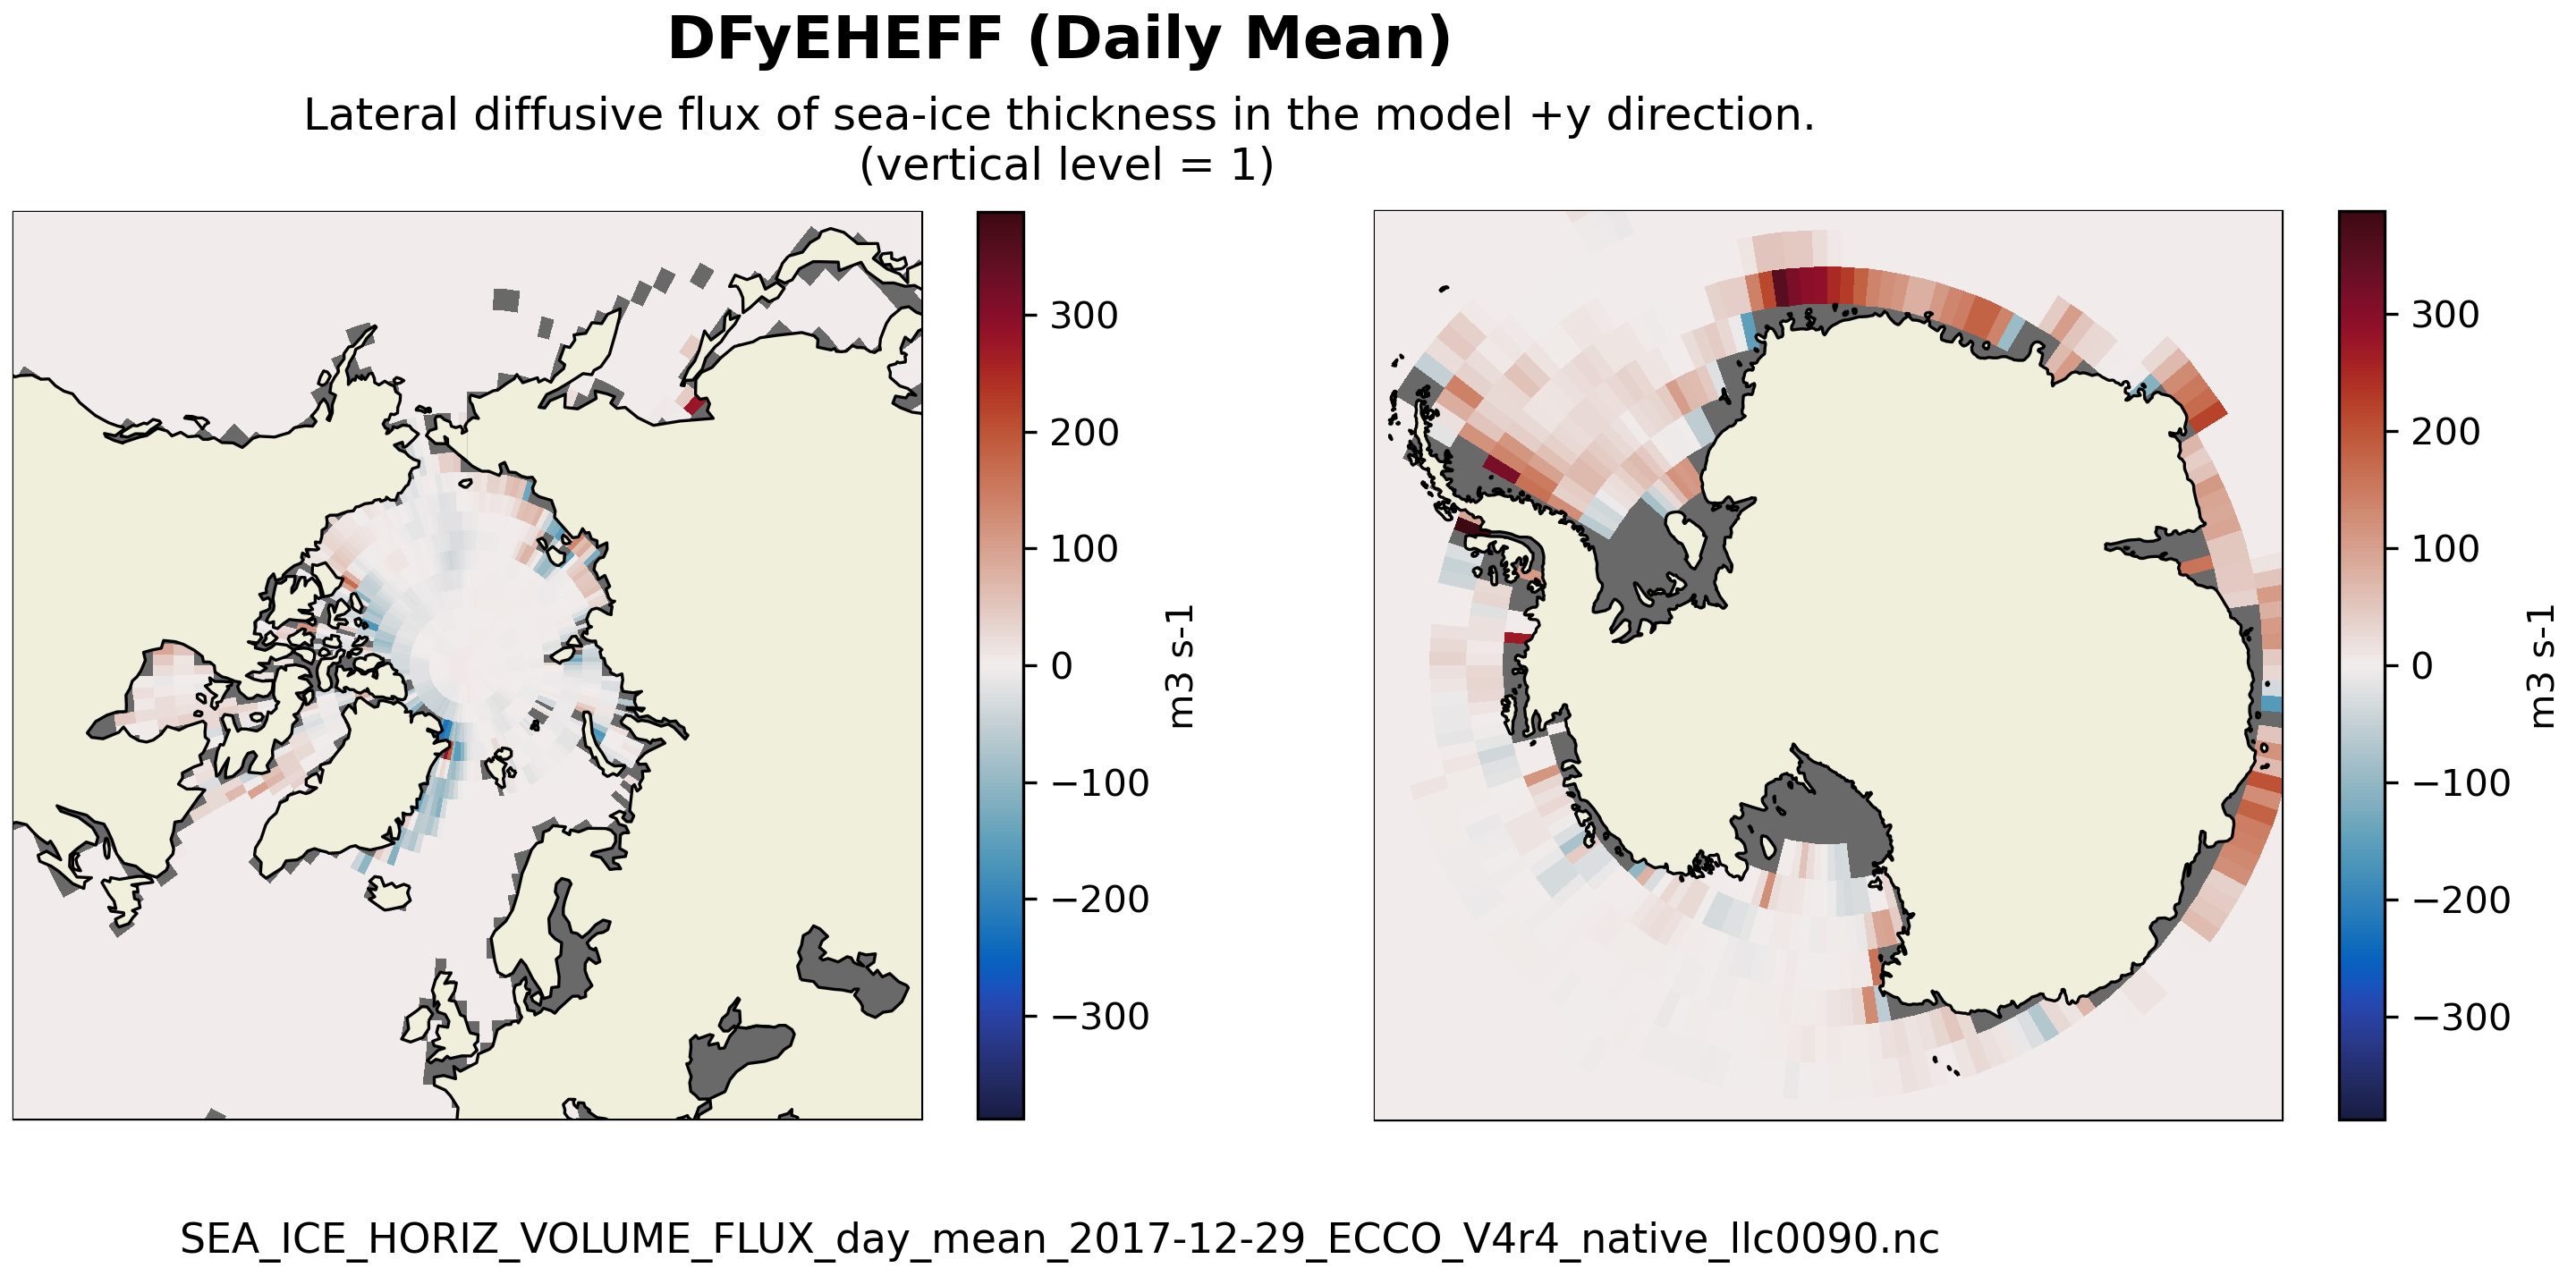 DFyEHEFF (Daily Mean)
Lateral diffusive flux of sea-ice thickness in the model +y direction.
(vertical level = 1)
300
200
100
0
−100
−200
−300
m3 s-1
300
200
100
0
−100
−200
−300
m3 s-1
SEA_ICE_HORIZ_VOLUME_FLUX_day_mean_2017-12-29_ECCO_V4r4_native_llc0090.nc